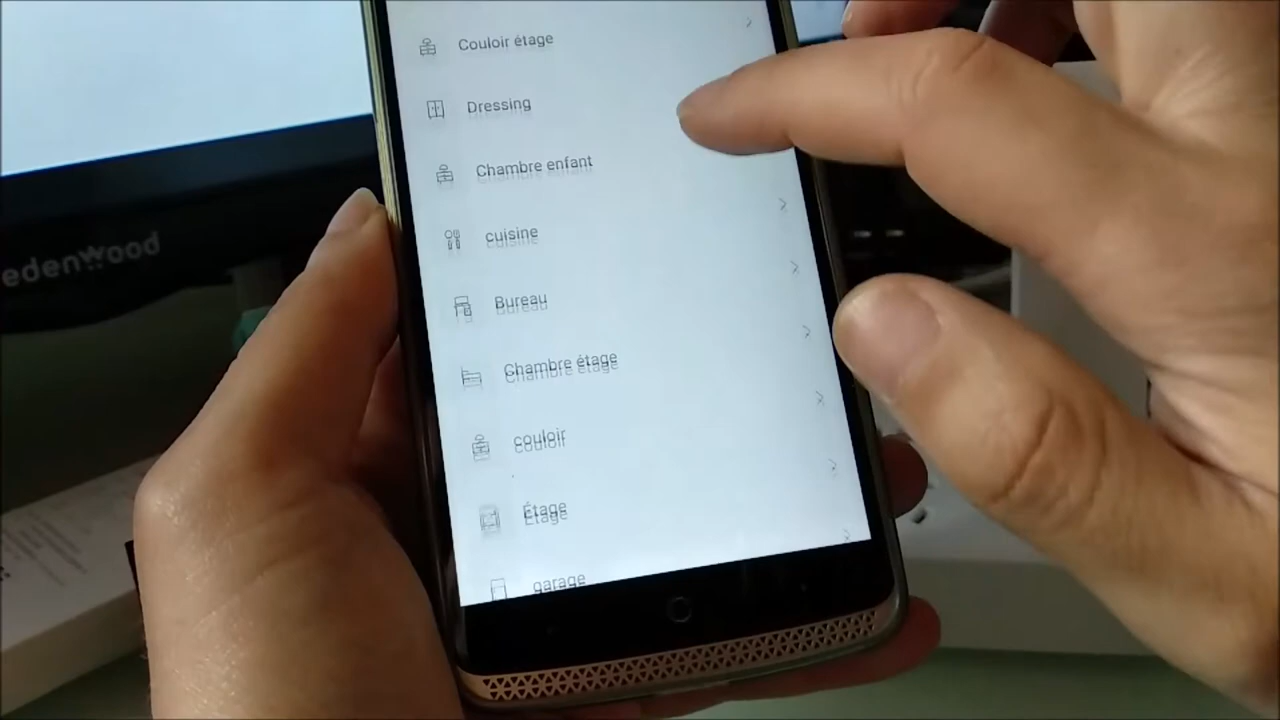 Couloir étage
Dressing
Chambre enfant
cuisine
Bureau
Chambre étage
couloir
Étage
garage
edenwood